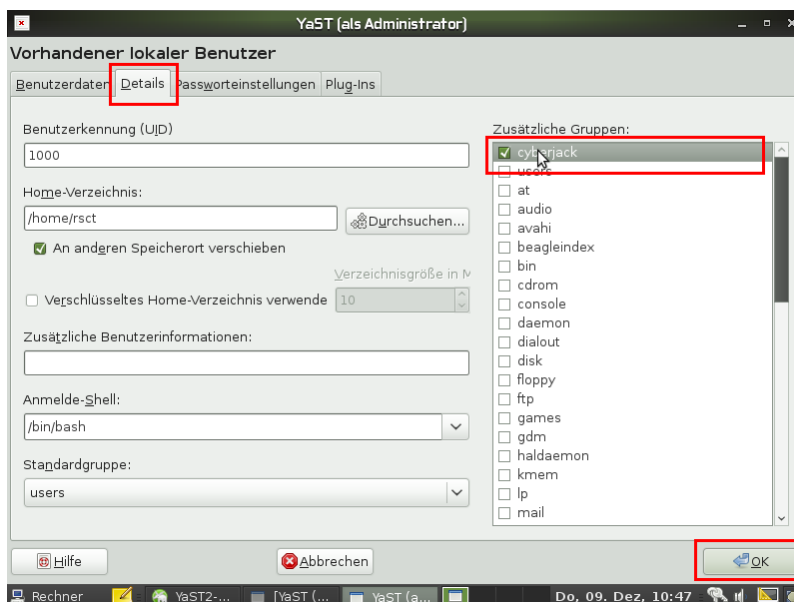 YaST (als Administrator)
Vorhandener lokaler Benutzer
Benutzerdaten Details Passworteinstellungen Plug-Ins
Benutzerkennung (UID)
1000
Home-Verzeichnis:
/home/rsct
Durchsuchen...
An anderen Speicherort verschieben
Verzeichnisgröße in M
Verschlüsseltes Home-Verzeichnis verwende 10
Zusätzliche Benutzerinformationen:
Anmelde-Shell:
/bin/bash
Standardgruppe:
users
Zusätzliche Gruppen:
cyberjack
users
at
audio
avahi
beagleindex
bin
cdrom
console
daemon
dialout
disk
floppy
ftp
games
gdm
haldaemon
kmem
lp
mail
Hilfe Abbrechen OK
Rechner YaST2-... [YaST (... YaST (a... Do, 09. Dez, 10:47